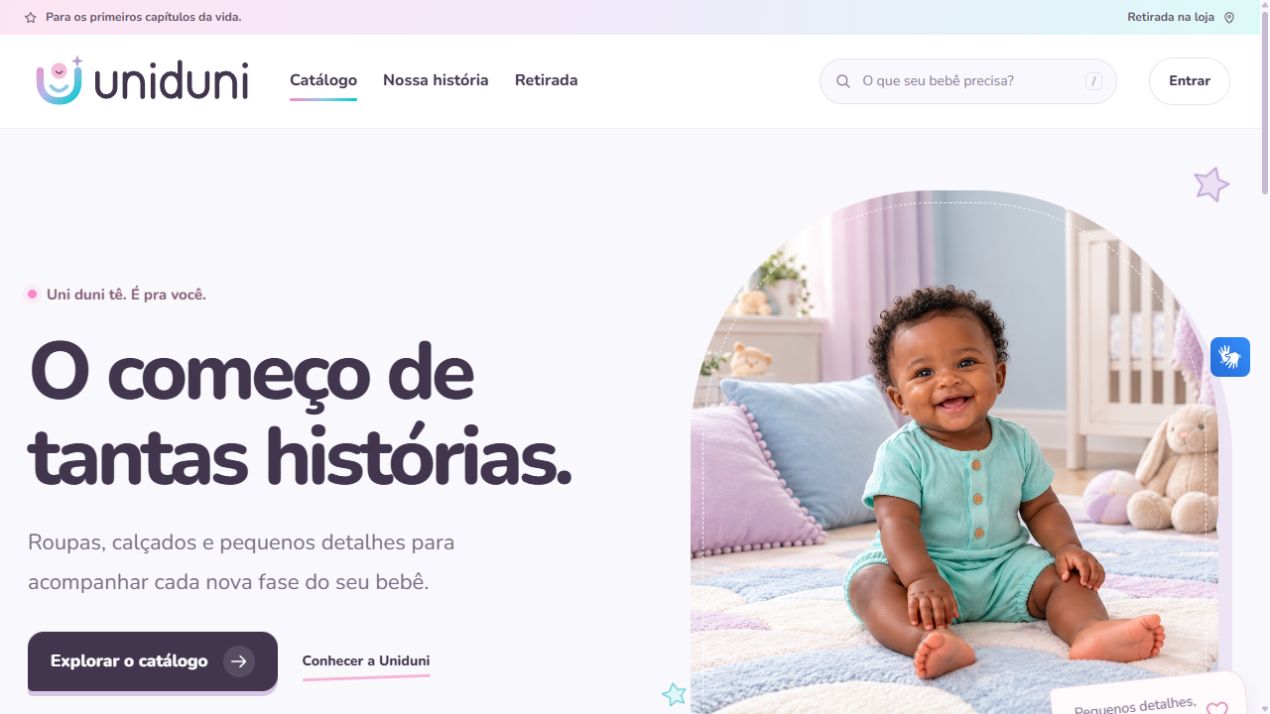 Para os primeiros capítulos da vida.
Retirada na loja
uniduni
Catálogo
Nossa história
Retirada
O que seu bebê precisa?
/
Entrar
Uni duni tê. É pra você.
O começo de
tantas histórias.
Roupas, calçados e pequenos detalhes para
acompanhar cada nova fase do seu bebê.
Explorar o catálogo
Conhecer a Uniduni
Pequenos detalhes,